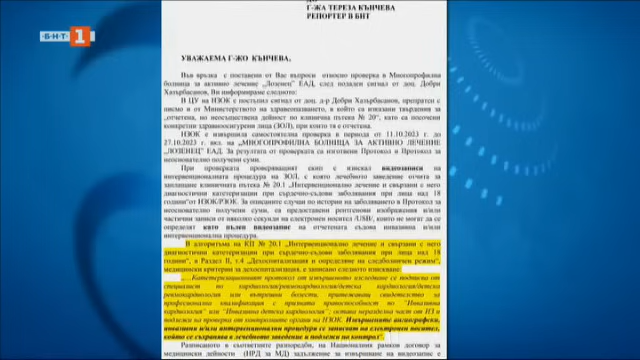 БНТ 1
ДО
Г-ЖА ТЕРЕЗА КЪНЧЕВА
РЕПОРТЕР В БНТ
УВАЖАЕМА Г-ЖО КЪНЧЕВА,
Във връзка с поставени от Вас въпроси относно проверка в Многопрофилна
болница за активно лечение „Лозенец" ЕАД, след подаден сигнал от доц. Добри
Хатърбасанов, Ви информираме следното:
В ЦУ на НЗОК е постъпил сигнал от доц. д-р Добри Хатърбасанов, препратен с
писмо и от Министерството на здравеопазването, в който са изказани твърдения за
„отчетена, но неосъществена дейност по клинична пътека № 20", като са посочени
конкретни здравноосигурени лица (ЗОЛ), при които тя е отчетена.
НЗОК е извършила самостоятелна проверка в периода от 11.10.2023 г. до
27.10.2023 г. вкл. на „МНОГОПРОФИЛНА БОЛНИЦА ЗА АКТИВНО ЛЕЧЕНИЕ
„ЛОЗЕНЕЦ" ЕАД. За резултата от проверката са изготвени Протокол и Протокол за
неоснователно получени суми.
При проверката проверяващият екип е изискал видеозаписи на
интервенционалната процедура на ЗОЛ, с която лечебното заведение отчита за
заплащане клиничната пътека № 20.1 „Интервенционално лечение и свързани с него
диагностични катетеризации при сърдечно-съдови заболявания при лица над 18
години" от НЗОК/РЗОК. За описаните случаи по история на заболяването в Протокол за
неоснователно получени суми, са предоставени рентгенови изображения и/или
частични записи от няколко секунди на електронен носител /USB/, които не могат да се
определят като пълен видеозапис на отчетената съдова инвазивна и/или
интервенционална процедура.
В алгоритъма на КП № 20.1 „Интервенционално лечение и свързани с него
диагностични катетеризации при сърдечно-съдови заболявания при лица над 18
години", в Раздел II, т.4 „Дехоспитализация и определяне на следболничен режим",
медицински критерии за дехоспитализация, е записано следното изискване:
„…Катетеризационният протокол от извършеното изследване се подписва от
специалист по кардиология/ревмокардиология/детска кардиология/детска
ревмокардиология или вътрешни болести, притежаващ свидетелство за
професионална квалификация с призната правоспособност по "Инвазивна
кардиология" или "Инвазивна детска кардиология"; остава неразделна част от ИЗ и
подлежи на проверка от контролните органи на НЗОК. Извършените ангиографски,
инвазивни и/или интервенционални процедури се записват на електронен носител,
който се съхранява в лечебното заведение и подлежи на контрол".
Разписаното в съответните разпоредби, на Националния рамков договор за
медицински дейности (НРД за МД) задължение за извършване на видеозапис е